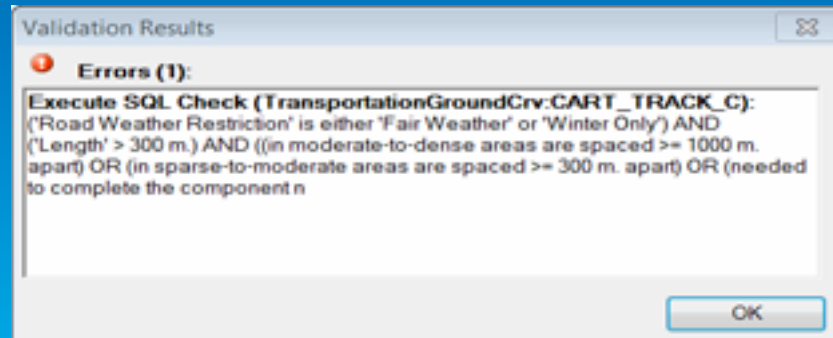 Validation Results
Errors (1):
Execute SQL Check (TransportationGroundCrv:CART_TRACK_C):
('Road Weather Restriction' is either 'Fair Weather' or 'Winter Only') AND
('Length' > 300 m.) AND ((in moderate-to-dense areas are spaced >= 1000 m.
apart) OR (in sparse-to-moderate areas are spaced >= 300 m. apart) OR (needed
to complete the component n
OK